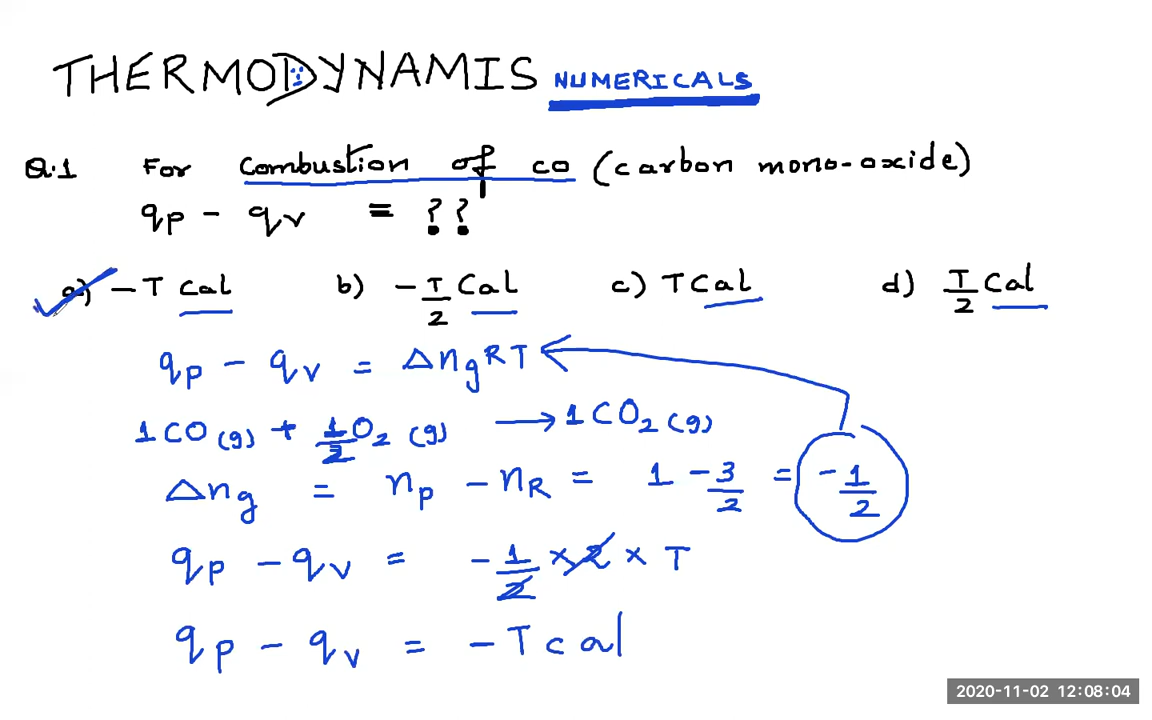 THERMODYNAMIS NUMERICALS
Q.1 For Combustion of co (carbon mono-oxide)
qp - qv = ??
a) -T Cal b) -T/2 Cal c) T Cal d) T/2 Cal
qp - qv = ΔngRT
1CO(g) + 1/2O2(g) → 1CO2(g)
Δng = np - nR = 1 - 3/2 = -1/2
qp - qv = -1/2 × 2 × T
qp - qv = -T cal
2020-11-02 12:08:04